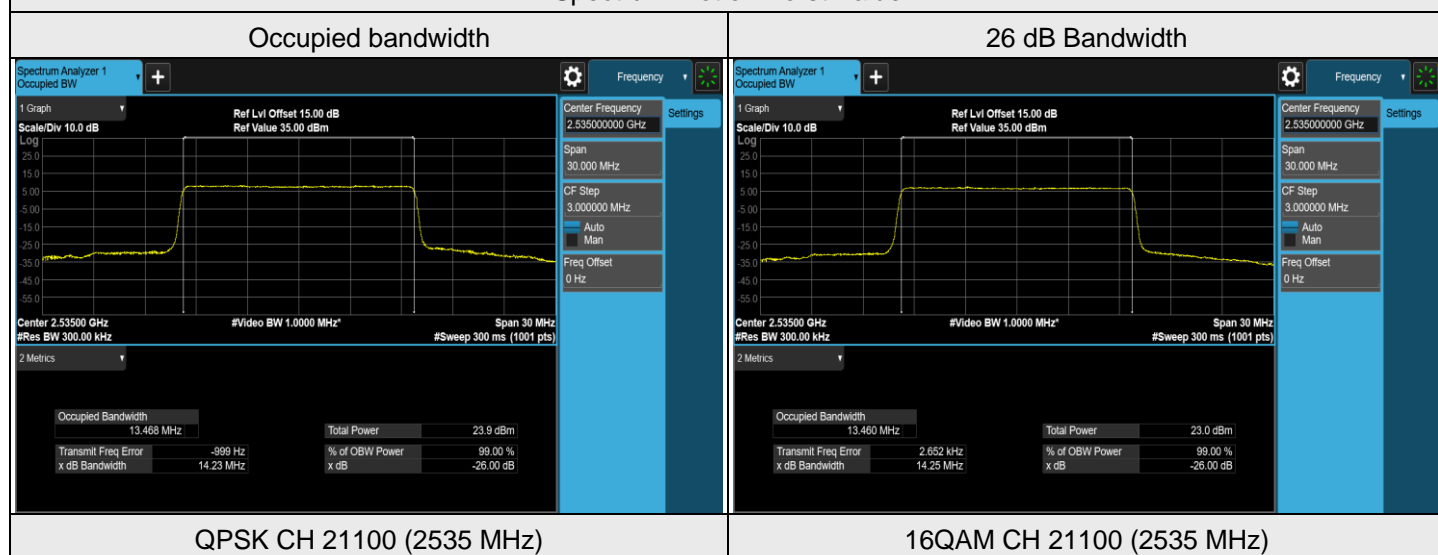 Occupied bandwidth
26 dB Bandwidth
Spectrum Analyzer 1
Occupied BW
+
Frequency
1 Graph
Scale/Div 10.0 dB
Ref Lvl Offset 15.00 dB
Ref Value 35.00 dBm
Log
25.0
15.0
5.00
-5.00
-15.0
-25.0
-35.0
-45.0
-55.0
Center 2.53500 GHz
#Res BW 300.00 kHz
#Video BW 1.0000 MHz*
Span 30 MHz
#Sweep 300 ms (1001 pts)
Center Frequency
2.535000000 GHz
Settings
Span
30.000 MHz
CF Step
3.000000 MHz
Auto
Man
Freq Offset
0 Hz
2 Metrics
Occupied Bandwidth
13.468 MHz
Total Power 23.9 dBm
Transmit Freq Error -999 Hz
% of OBW Power 99.00 %
x dB Bandwidth 14.23 MHz
x dB -26.00 dB
Spectrum Analyzer 1
Occupied BW
+
Frequency
1 Graph
Scale/Div 10.0 dB
Ref Lvl Offset 15.00 dB
Ref Value 35.00 dBm
Log
25.0
15.0
5.00
-5.00
-15.0
-25.0
-35.0
-45.0
-55.0
Center 2.53500 GHz
#Res BW 300.00 kHz
#Video BW 1.0000 MHz*
Span 30 MHz
#Sweep 300 ms (1001 pts)
Center Frequency
2.535000000 GHz
Settings
Span
30.000 MHz
CF Step
3.000000 MHz
Auto
Man
Freq Offset
0 Hz
2 Metrics
Occupied Bandwidth
13.460 MHz
Total Power 23.0 dBm
Transmit Freq Error 2.652 kHz
% of OBW Power 99.00 %
x dB Bandwidth 14.25 MHz
x dB -26.00 dB
QPSK CH 21100 (2535 MHz)
16QAM CH 21100 (2535 MHz)